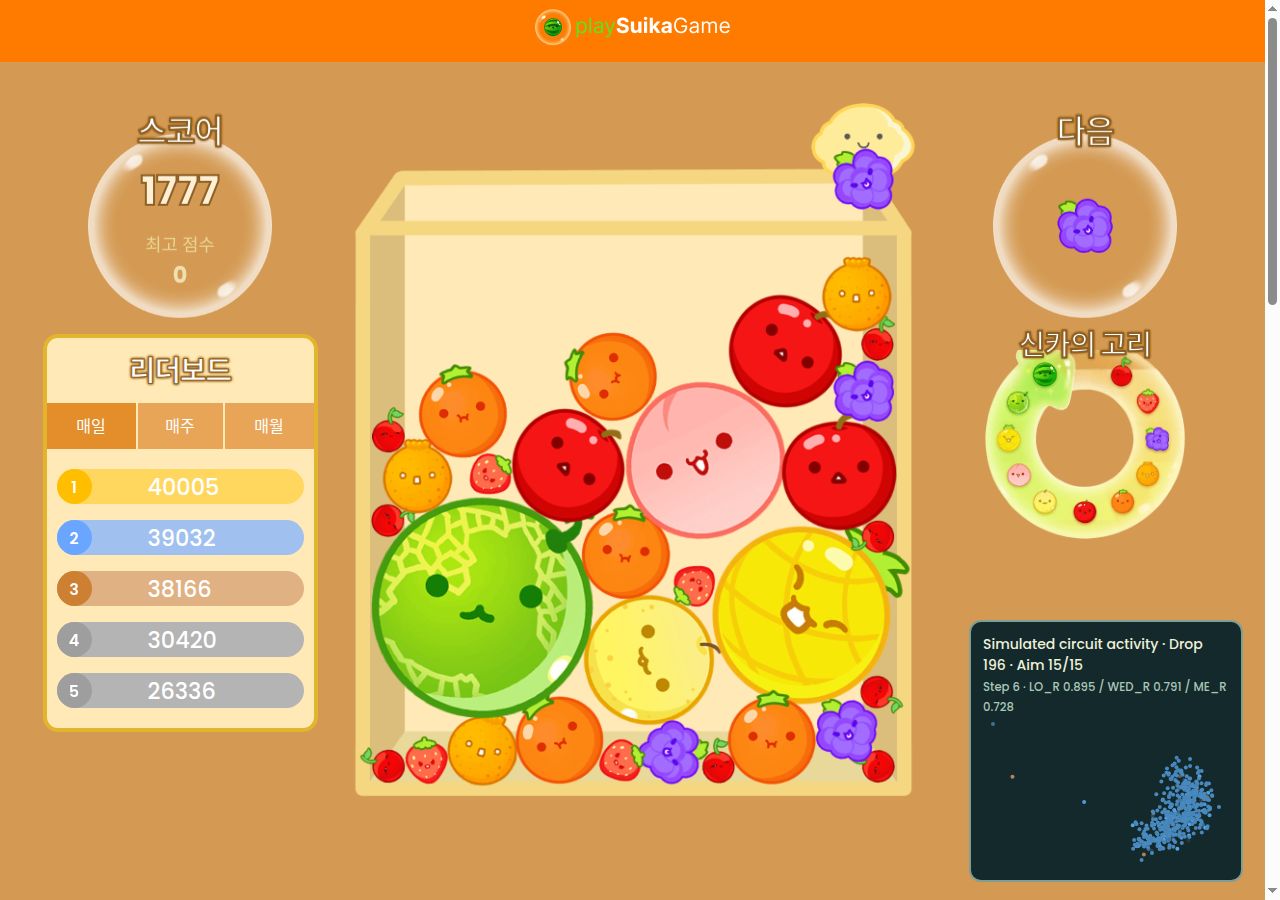 playSuikaGame
스코어
1777
최고 점수
0
다음
신카의 고리
리더보드
매일 매주 매월
1 40005
2 39032
3 38166
4 30420
5 26336
Simulated circuit activity · Drop
196 · Aim 15/15
Step 6 · LO_R 0.895 / WED_R 0.791 / ME_R
0.728